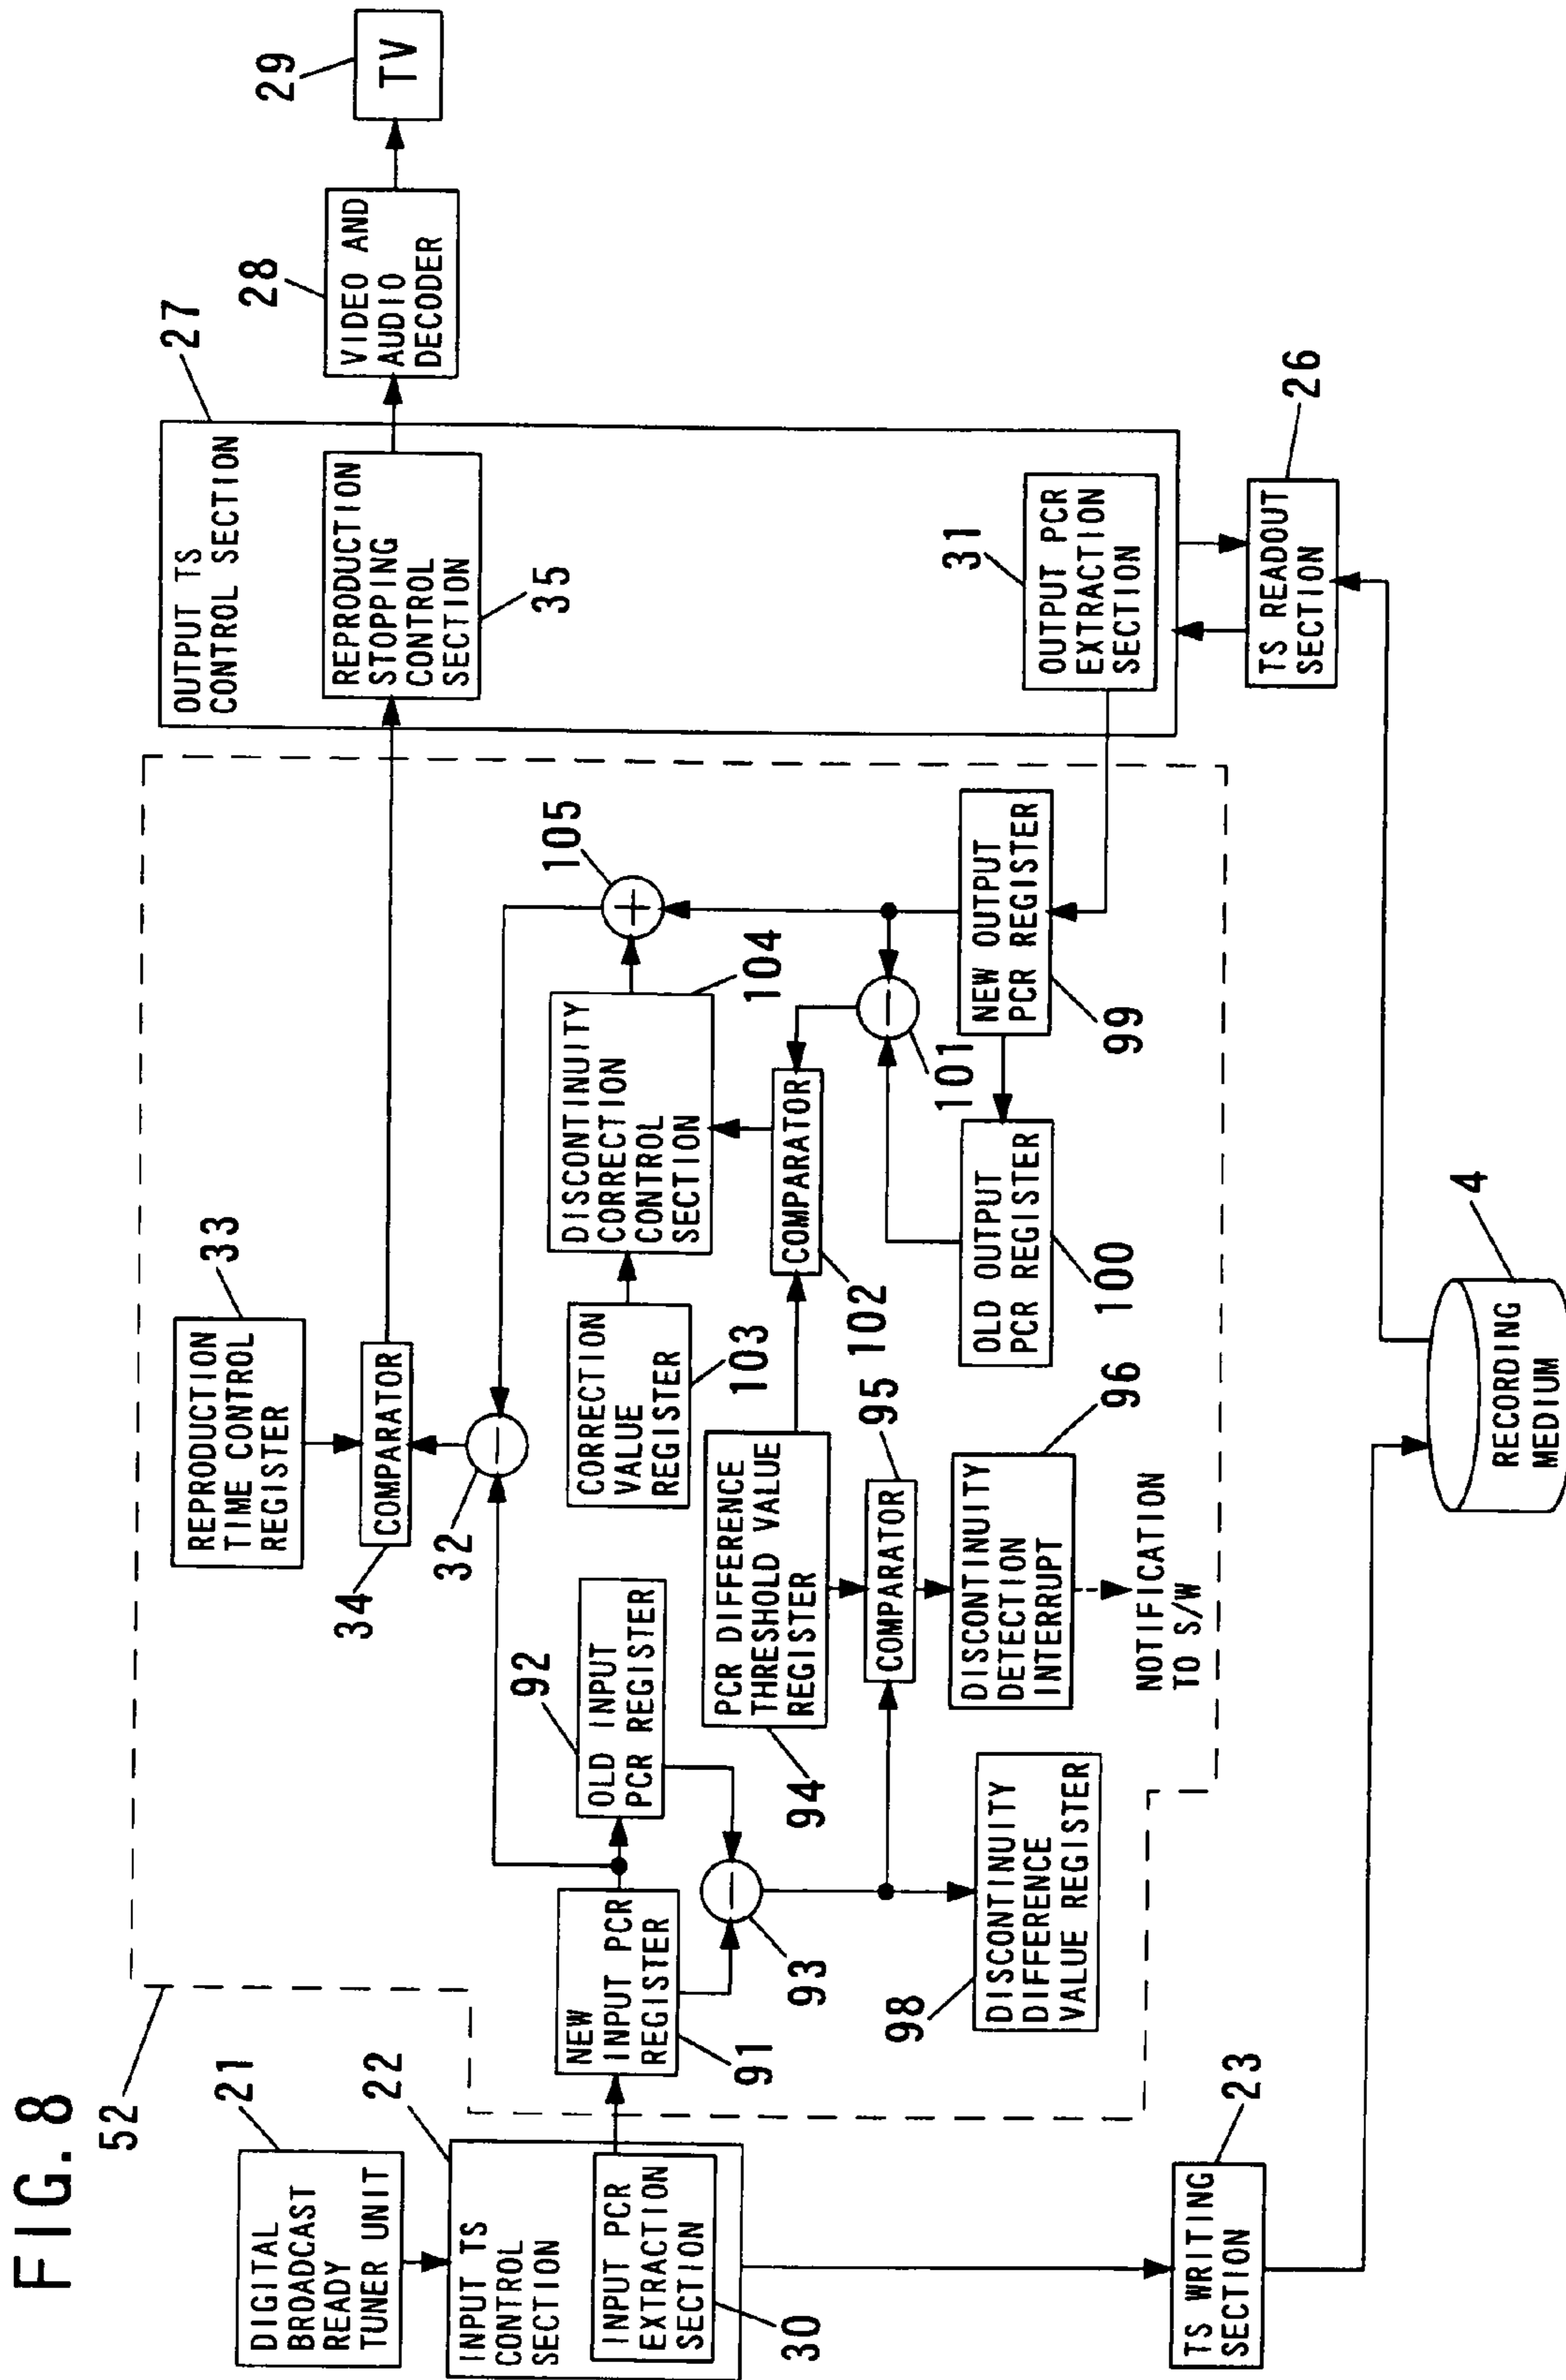 FIG. 8
52
21
DIGITAL
BROADCAST
READY
TUNER UNIT
22
INPUT TS
CONTROL
SECTION
INPUT PCR
EXTRACTION
SECTION
30
TS WRITING
SECTION
23
NEW
INPUT PCR
REGISTER
91
OLD INPUT
PCR REGISTER
92
93
DISCONTINUITY
DIFFERENCE
VALUE REGISTER
98
PCR DIFFERENCE
THRESHOLD VALUE
REGISTER
94
COMPARATOR
95
DISCONTINUITY
DETECTION
INTERRUPT
96
NOTIFICATION
TO S/W
REPRODUCTION
TIME CONTROL
REGISTER
33
COMPARATOR
34
32
CORRECTION
VALUE
REGISTER
103
DISCONTINUITY
CORRECTION
CONTROL
SECTION
104
105
COMPARATOR
102
101
OLD OUTPUT
PCR REGISTER
100
NEW OUTPUT
PCR REGISTER
99
RECORDING
MEDIUM
4
OUTPUT TS
CONTROL SECTION
27
REPRODUCTION
STOPPING
CONTROL
SECTION
35
OUTPUT PCR
EXTRACTION
SECTION
31
TS READOUT
SECTION
26
VIDEO AND
AUDIO
DECODER
28
TV
29